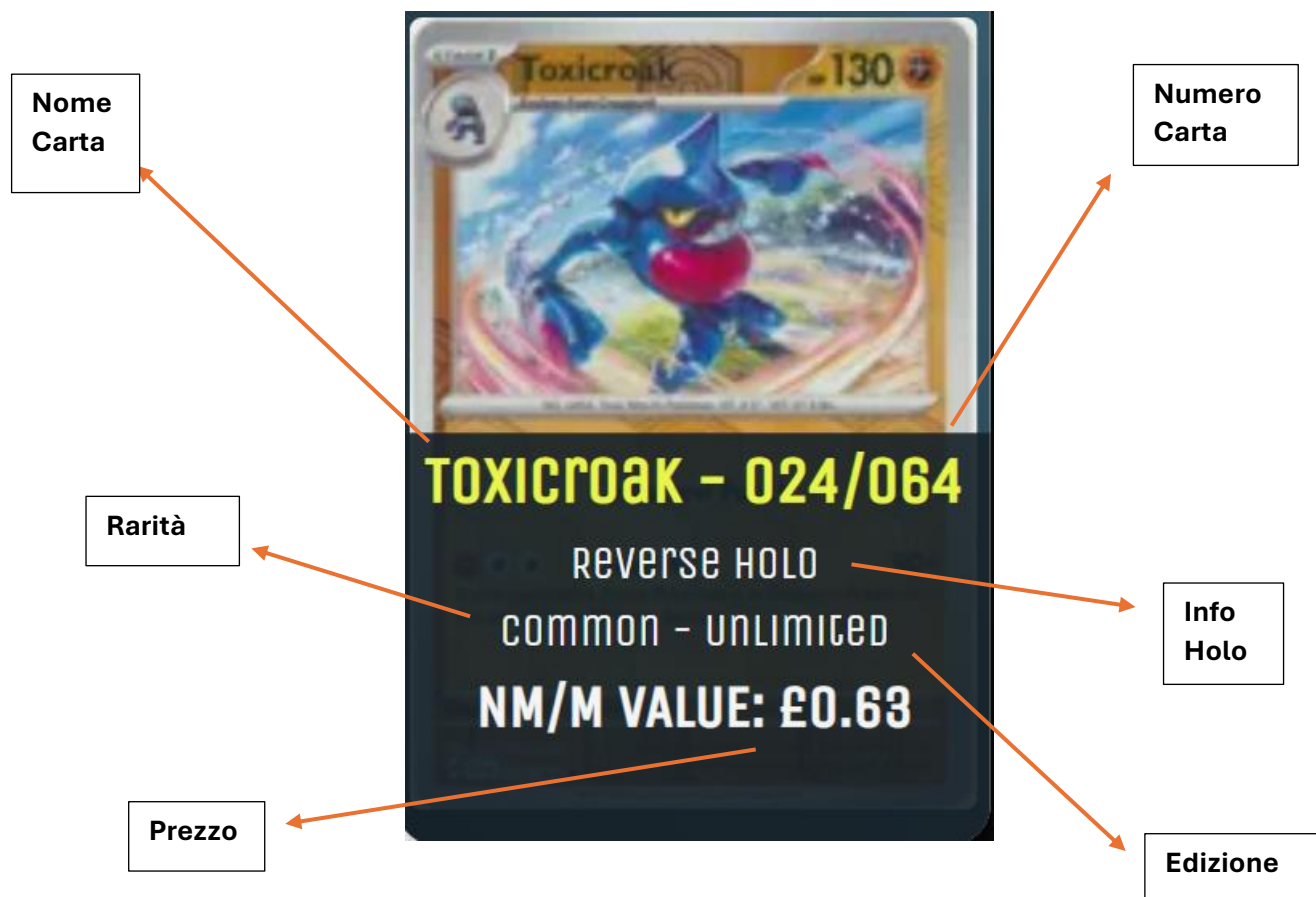 Toxicroak
130
Nome
Carta
Numero
Carta
TOXICROAK - 024/064
Rarità
REVERSE HOLO
COMMON - UNLIMITED
Info
Holo
NM/M VALUE: £0.63
Prezzo
Edizione